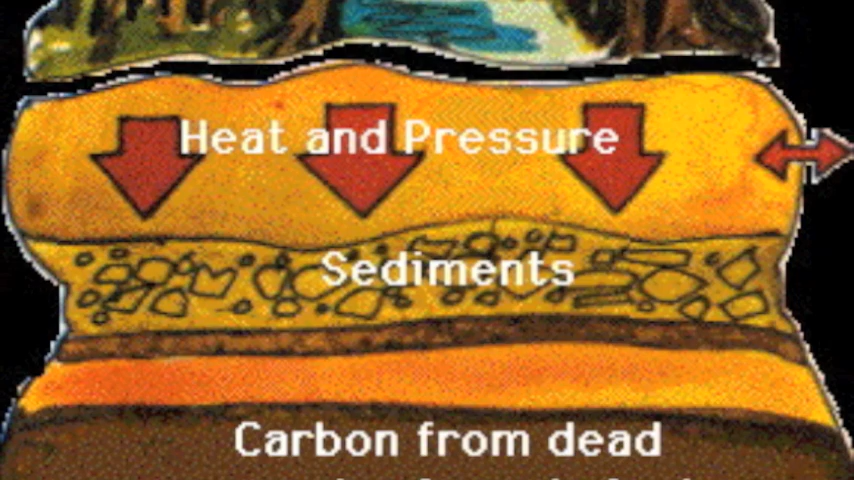 Heat and Pressure
Sediments
Carbon from dead